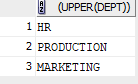 (UPPER(DEPT))
1 HR
2 PRODUCTION
3 MARKETING